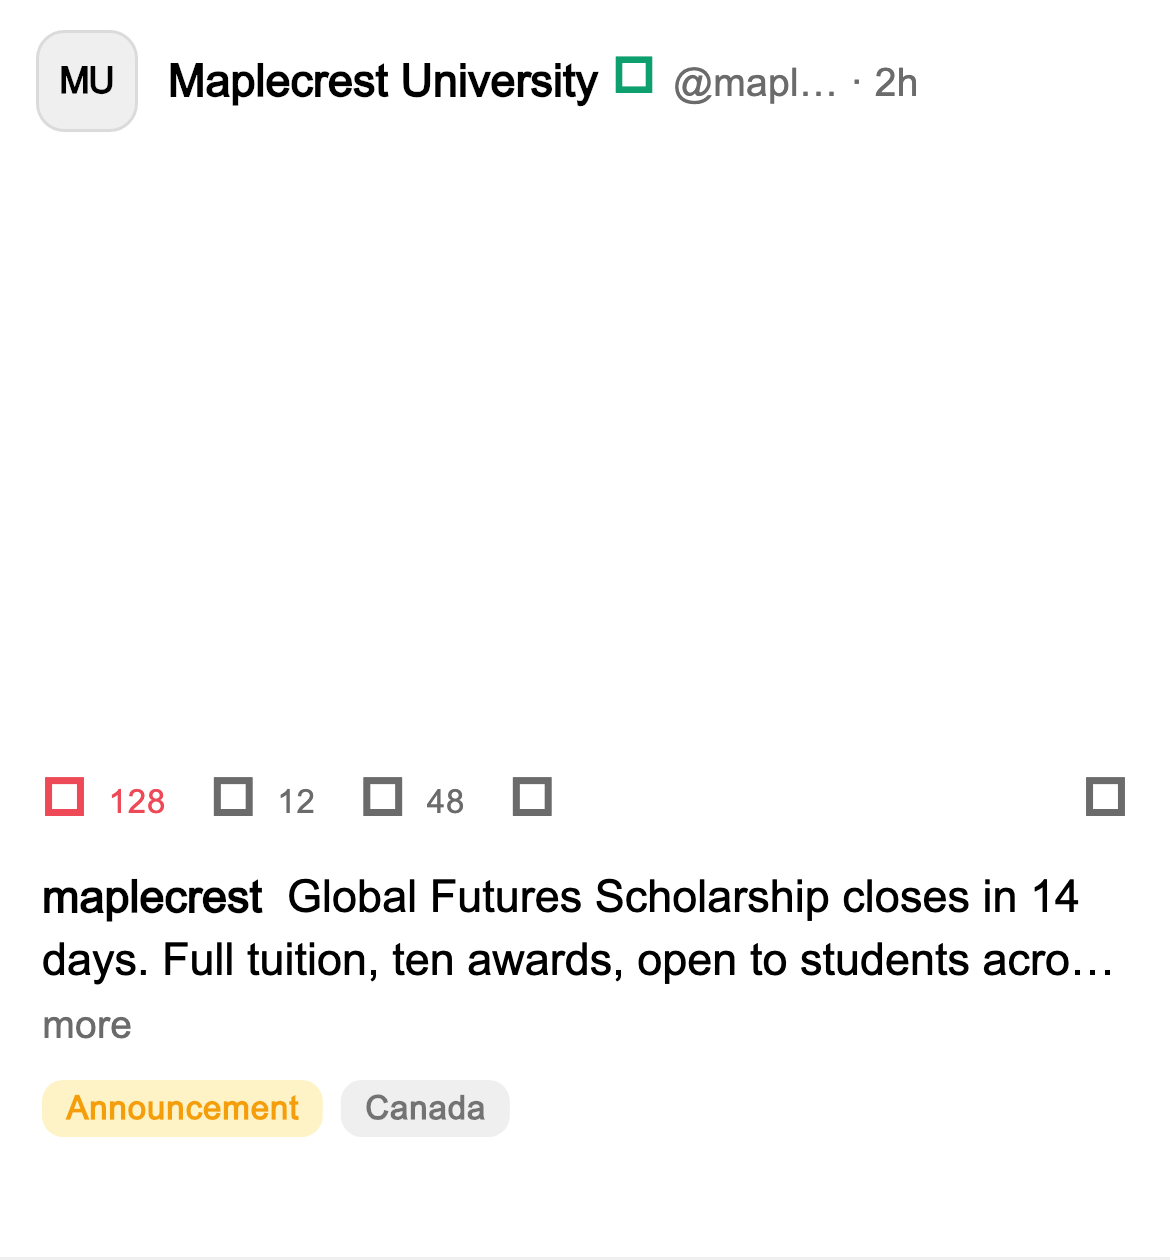 MU
Maplecrest University @mapl… · 2h
128 12 48
maplecrest Global Futures Scholarship closes in 14
days. Full tuition, ten awards, open to students acro…
more
Announcement Canada